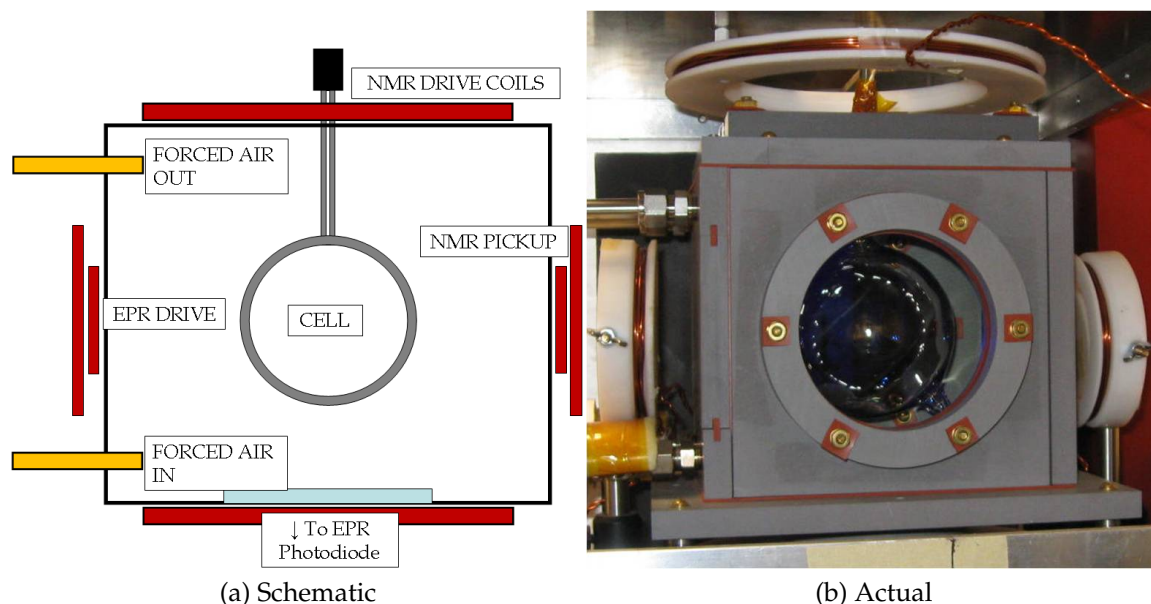 NMR DRIVE COILS
FORCED AIR
OUT
NMR PICKUP
EPR DRIVE
CELL
FORCED AIR
IN
↓ To EPR
Photodiode
(a) Schematic
(b) Actual